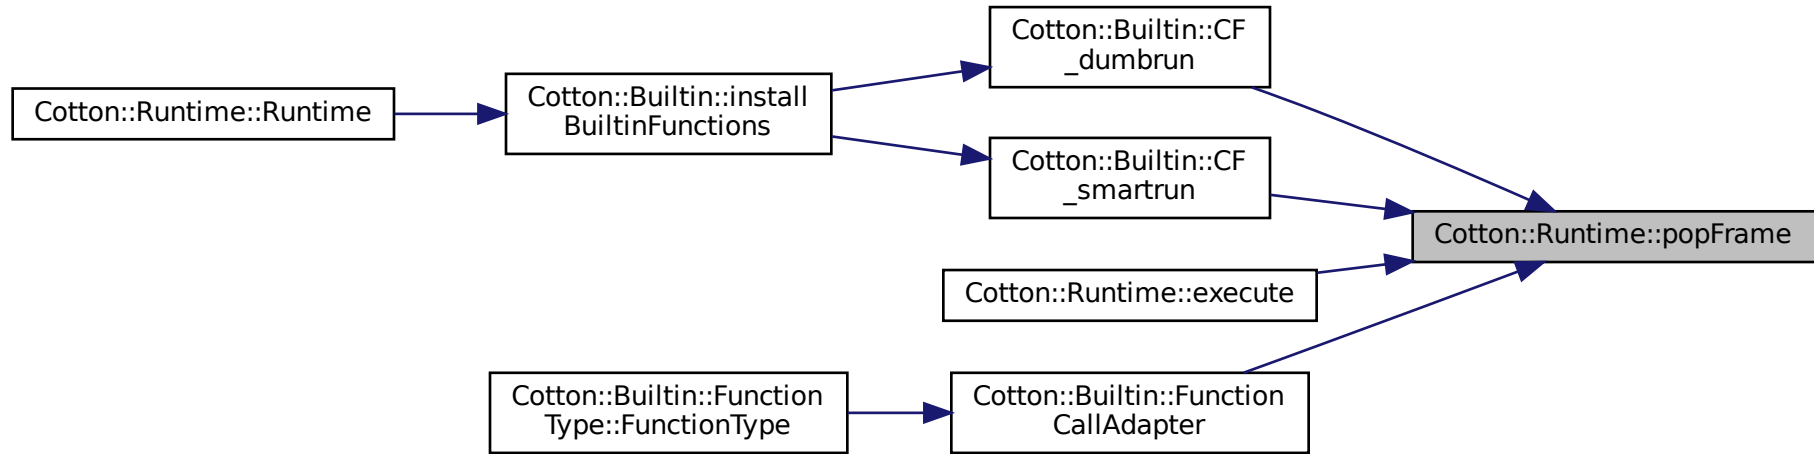 Cotton::Runtime::Runtime
Cotton::Builtin::install
BuiltinFunctions
Cotton::Builtin::CF
_dumbrun
Cotton::Builtin::CF
_smartrun
Cotton::Runtime::execute
Cotton::Builtin::Function
Type::FunctionType
Cotton::Builtin::Function
CallAdapter
Cotton::Runtime::popFrame